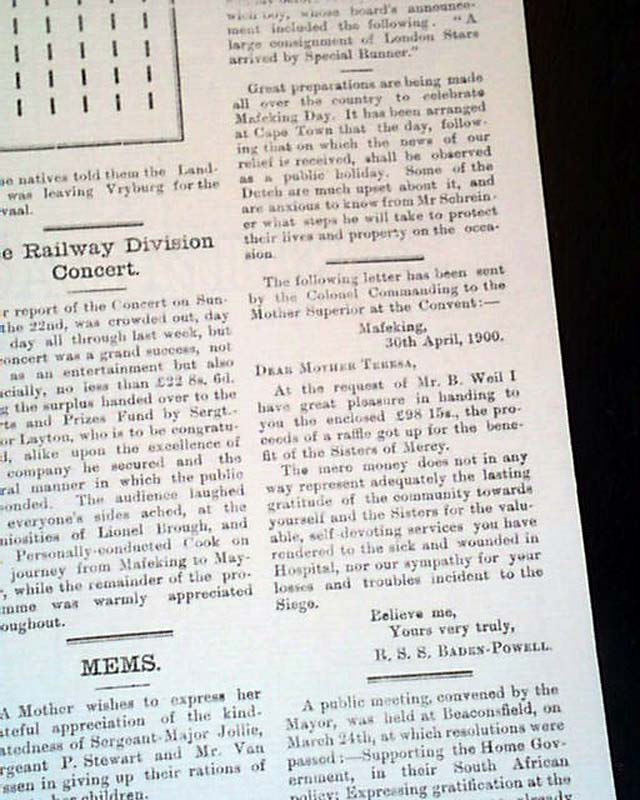 e natives told them the Land-
was leaving Vryburg for the
vaal.
e Railway Division
Concert.
r report of the Concert on Sun-
the 22nd, was crowded out, day
day all through last week, but
concert was a grand success, not
as an entertainment but also
cially, no less than £22 8s. 6d.
g the surplus handed over to the
rts and Prizes Fund by Sergt.-
or Layton, who is to be congratu-
d, alike upon the excellence of
company he secured and the
ral manner in which the public
sponded. The audience laughed
everyone's sides ached, at the
niosities of Lionel Brough, and
Personally-conducted Cook on
journey from Mafeking to May-
, while the remainder of the pro-
mme was warmly appreciated
oughout.
MEMS.
A Mother wishes to express her
ateful appreciation of the kind-
atedness of Sergeant-Major Jollie,
rgeant P. Stewart and Mr. Van
ssen in giving up their rations of
her children.
wich boy, whose board's announce-
ment included the following. "A
large consignment of London Stars
arrived by Special Runner."
Great preparations are being made
all over the country to celebrate
Mafeking Day. It has been arranged
at Cape Town that the day, follow-
ing that on which the news of our
relief is received, shall be observed
as a public holiday. Some of the
Dutch are much upset about it, and
are anxious to know from Mr Schrein-
er what steps he will take to protect
their lives and property on the occa-
sion.
The following letter has been sent
by the Colonel Commanding to the
Mother Superior at the Convent:—
Mafeking,
30th April, 1900.
DEAR MOTHER TERESA,
At the request of Mr. B. Weil I
have great pleasure in handing to
you the enclosed £98 15s., the pro-
ceeds of a raffle got up for the bene-
fit of the Sisters of Mercy.
The mere money does not in any
way represent adequately the lasting
gratitude of the community towards
yourself and the Sisters for the valu-
able, self-devoting services you have
rendered to the sick and wounded in
Hospital, nor our sympathy for your
losses and troubles incident to the
Siege.
Believe me,
Yours very truly,
R. S. S. BADEN-POWELL.
A public meeting, convened by the
Mayor, was held at Beaconsfield, on
March 24th, at which resolutions were
passed:—Supporting the Home Gov-
ernment, in their South African
policy; Expressing gratification at the
already